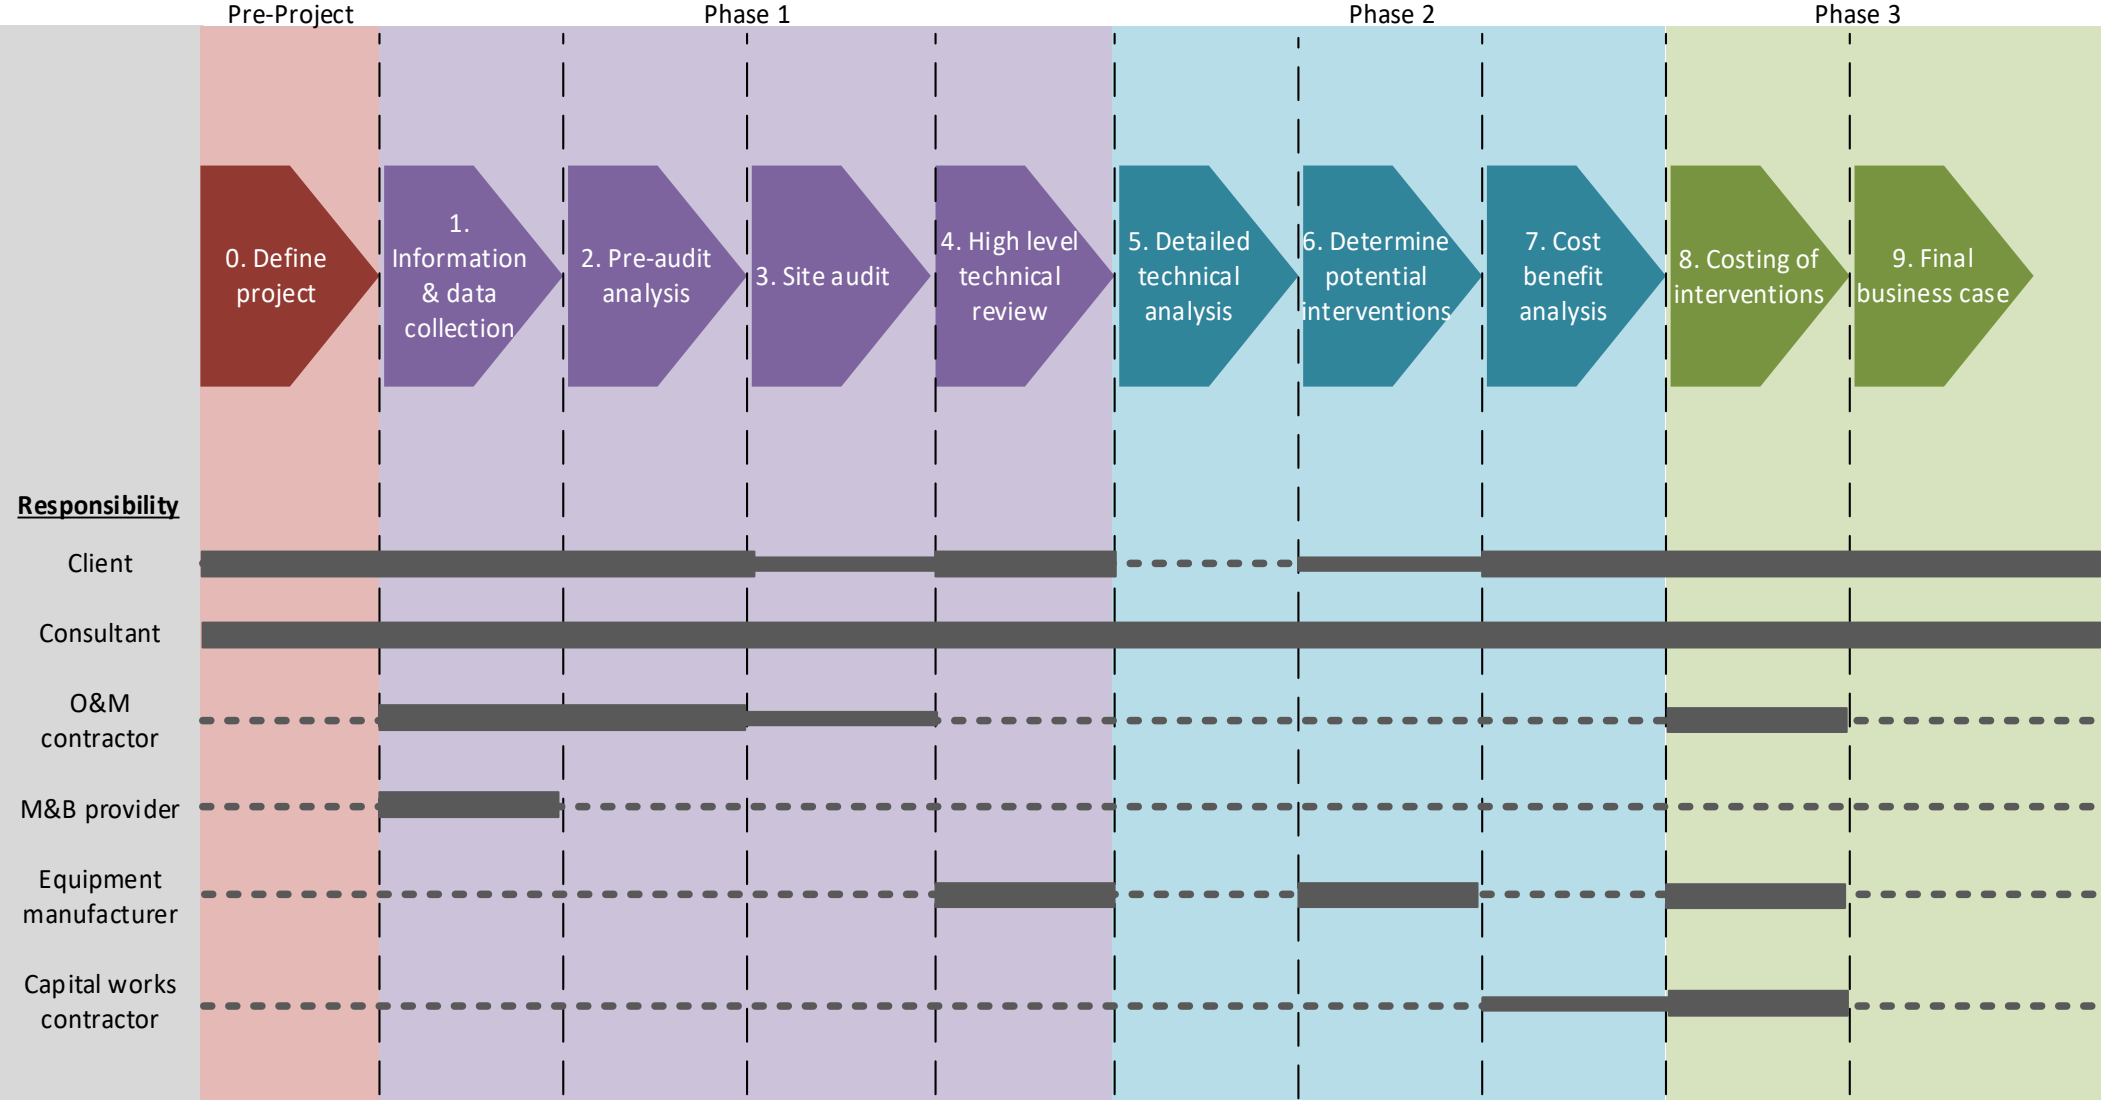 Pre-Project
Phase 1
Phase 2
Phase 3
0. Define
project
1.
Information
& data
collection
2. Pre-audit
analysis
3. Site audit
4. High level
technical
review
5. Detailed
technical
analysis
6. Determine
potential
interventions
7. Cost
benefit
analysis
8. Costing of
interventions
9. Final
business case
Responsibility
Client
Consultant
O&M
contractor
M&B provider
Equipment
manufacturer
Capital works
contractor